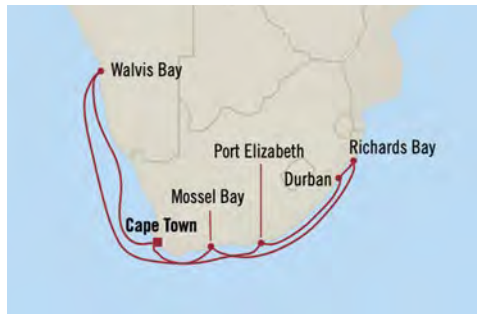 Walvis Bay
Port Elizabeth
Richards Bay
Durban
Mossel Bay
Cape Town